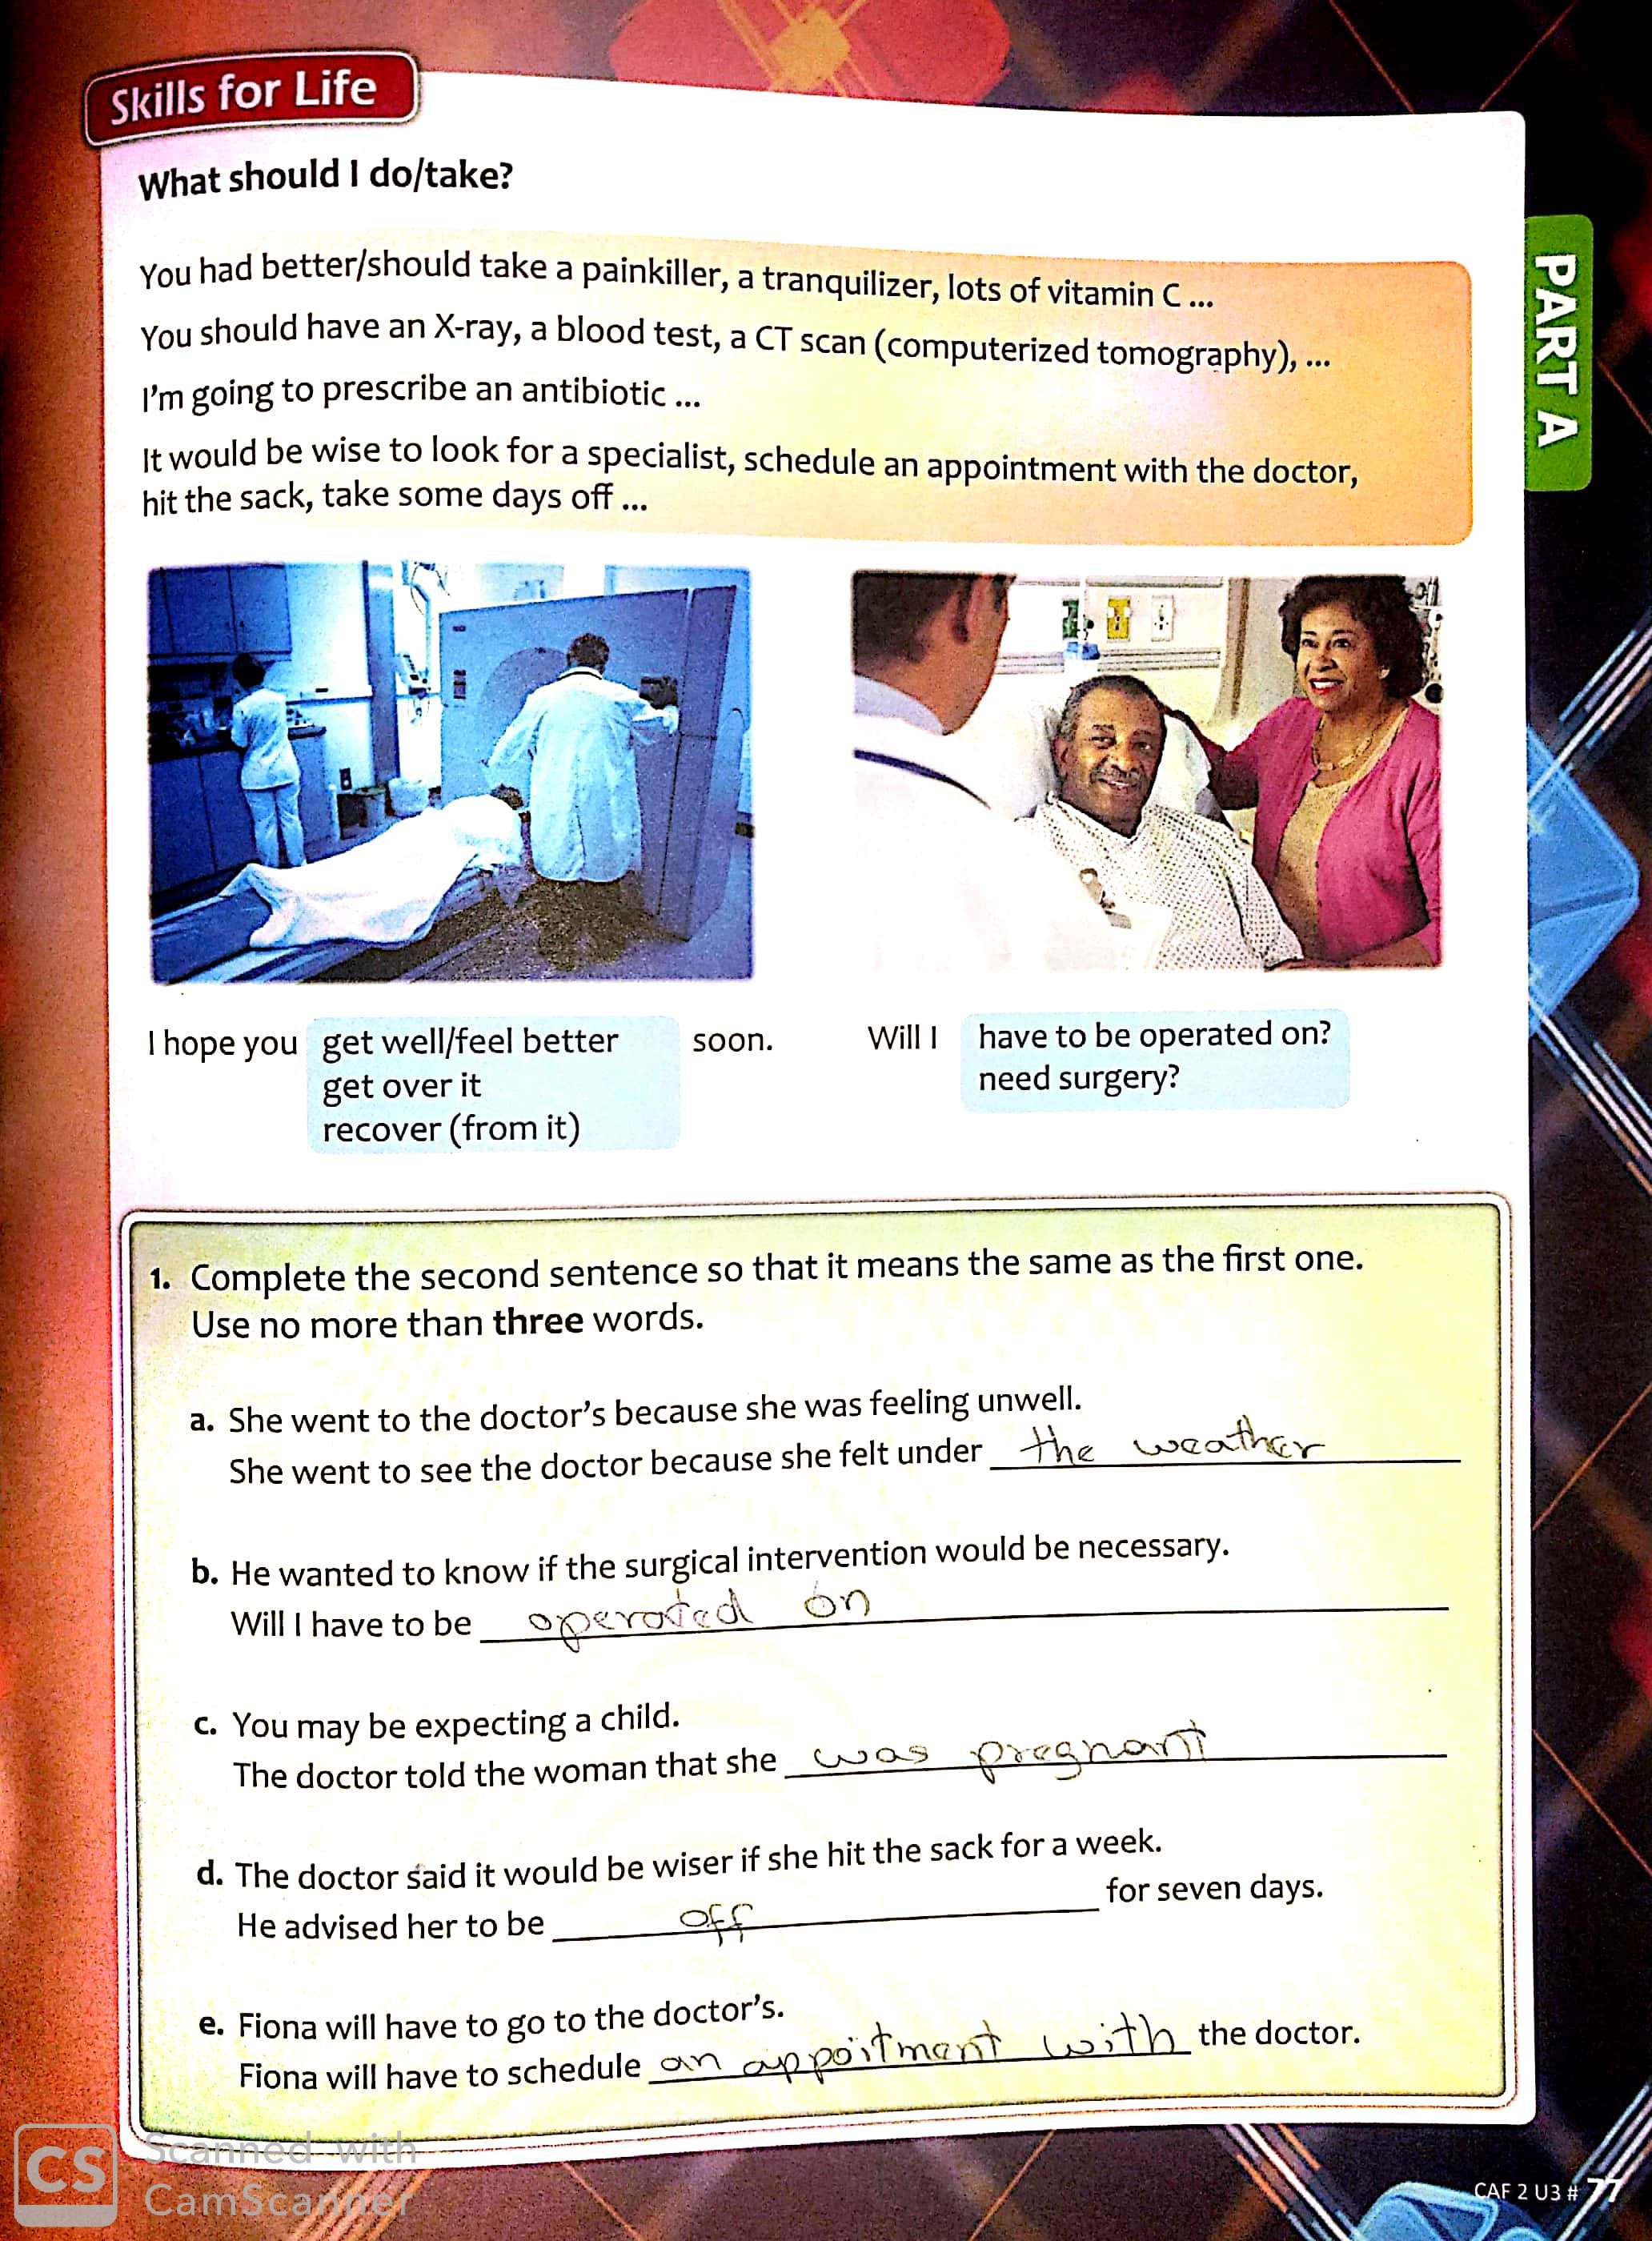 Skills for Life
What should I do/take?
You had better/should take a painkiller, a tranquilizer, lots of vitamin C ...
You should have an X-ray, a blood test, a CT scan (computerized tomography), ...
I'm going to prescribe an antibiotic ...
It would be wise to look for a specialist, schedule an appointment with the doctor,
hit the sack, take some days off ...
PART A
I hope you get well/feel better soon.
get over it
recover (from it)
Will I have to be operated on?
need surgery?
1. Complete the second sentence so that it means the same as the first one.
Use no more than three words.
a. She went to the doctor's because she was feeling unwell.
She went to see the doctor because she felt under the weather
b. He wanted to know if the surgical intervention would be necessary.
Will I have to be operated on
c. You may be expecting a child.
The doctor told the woman that she was pregnant
d. The doctor said it would be wiser if she hit the sack for a week.
He advised her to be off for seven days.
e. Fiona will have to go to the doctor's.
Fiona will have to schedule an appoitment with the doctor.
CS Scanned with
CamScanner
CAF 2 U3 # 77